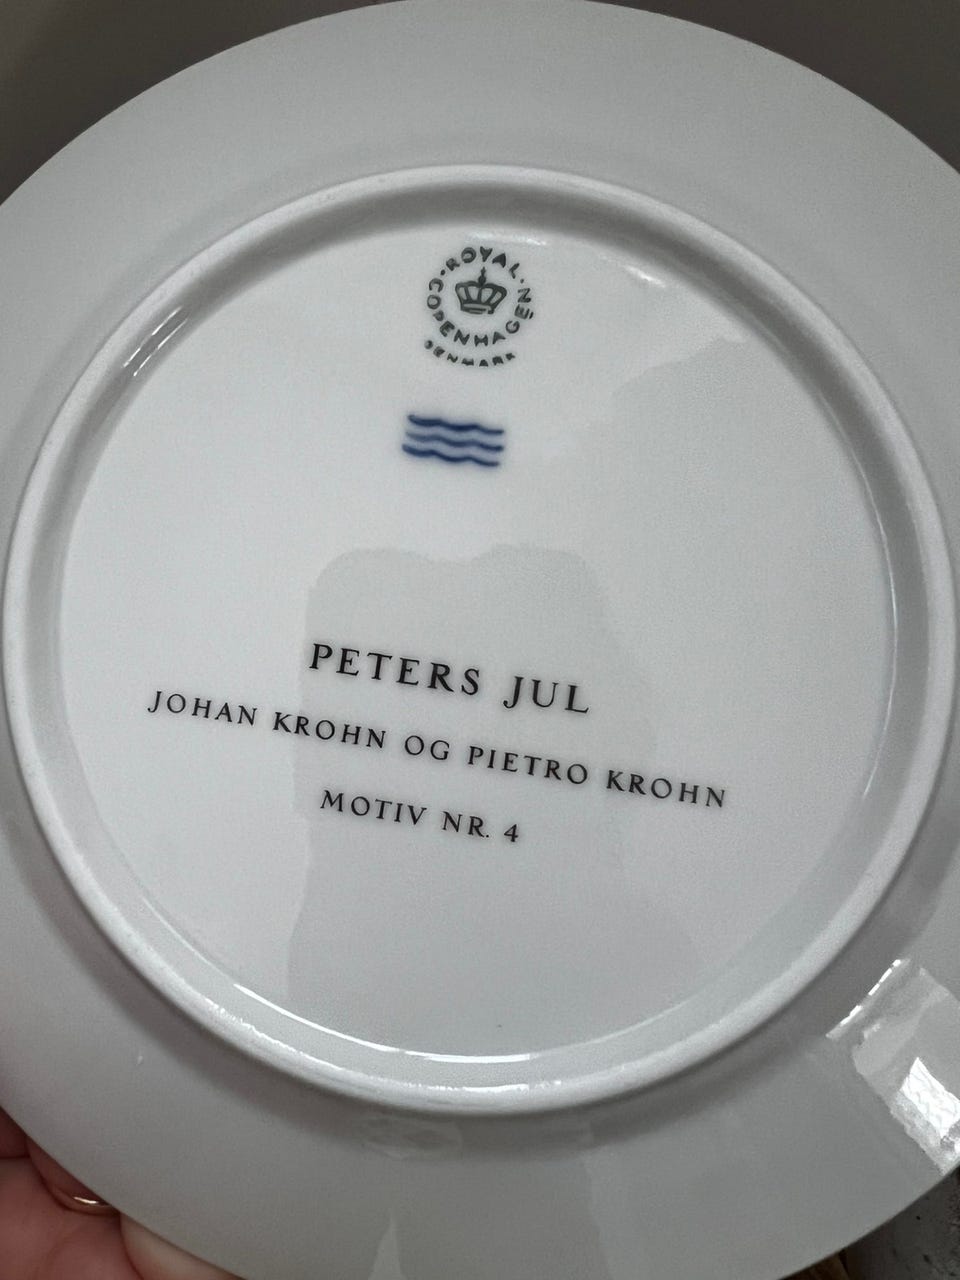 ROYAL
COPENHAGEN
DENMARK
PETERS JUL
JOHAN KROHN OG PIETRO KROHN
MOTIV NR. 4